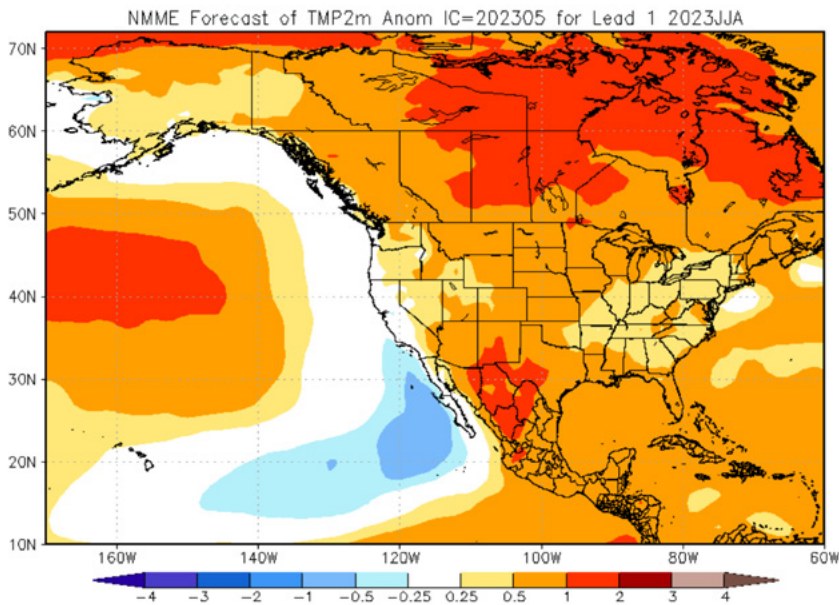 NMME Forecast of TMP2m Anom IC=202305 for Lead 1 2023JJA
70N
60N
50N
40N
30N
20N
10N
160W 140W 120W 100W 80W 60W
-4 -3 -2 -1 -0.5 -0.25 0.25 0.5 1 2 3 4